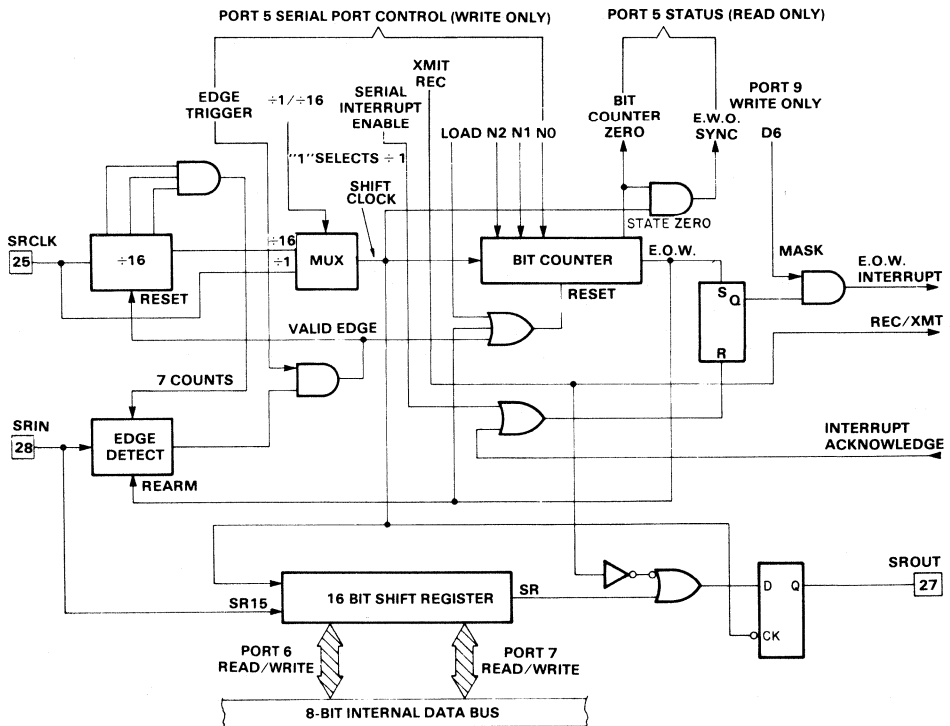 PORT 5 SERIAL PORT CONTROL (WRITE ONLY)
PORT 5 STATUS (READ ONLY)
XMIT
REC
EDGE
TRIGGER
÷1/÷16
SERIAL
INTERRUPT
ENABLE
LOAD N2 N1 N0
BIT
COUNTER
ZERO
E.W.O.
SYNC
PORT 9
WRITE ONLY
D6
"1" SELECTS ÷ 1
SHIFT
CLOCK
STATE ZERO
SRCLK
25
÷16
RESET
÷16
÷1
MUX
BIT COUNTER
E.O.W.
RESET
MASK
E.O.W.
INTERRUPT
S
Q
R
REC/XMT
VALID EDGE
7 COUNTS
SRIN
28
EDGE
DETECT
REARM
INTERRUPT
ACKNOWLEDGE
SR15
16 BIT SHIFT REGISTER
SR
D
Q
CK
SROUT
27
PORT 6
READ/WRITE
PORT 7
READ/WRITE
8-BIT INTERNAL DATA BUS